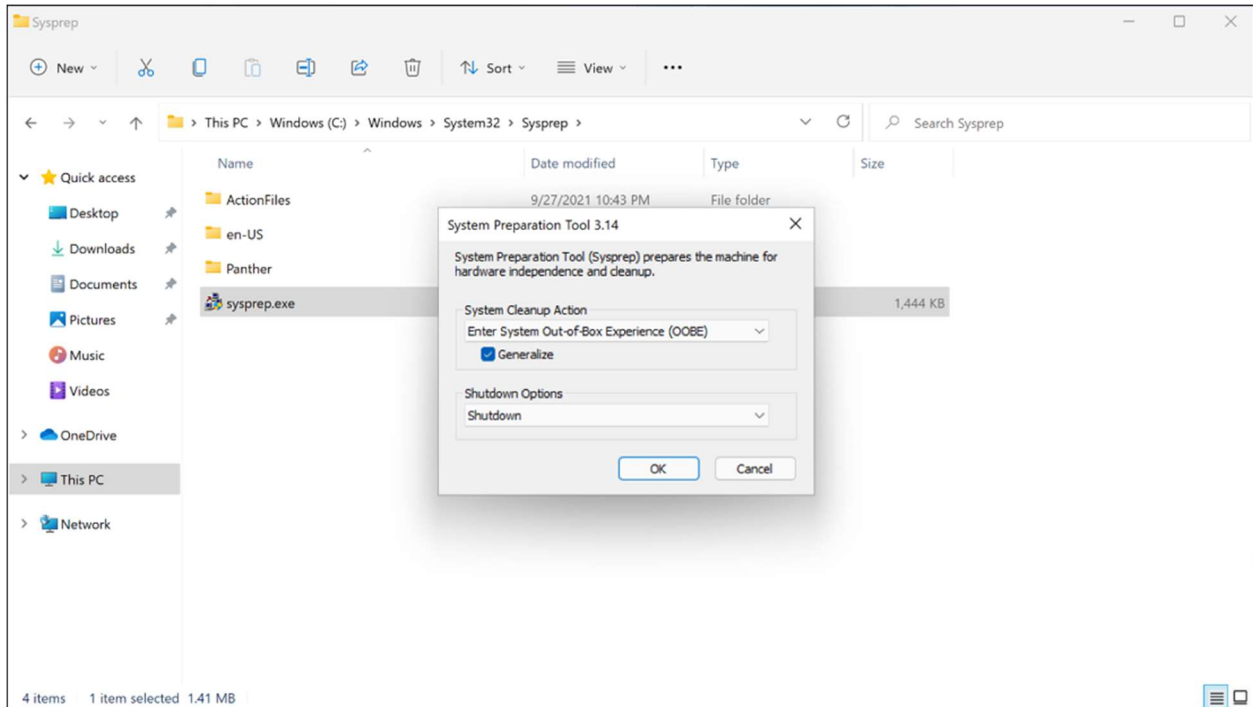 Sysprep
New Sort View
This PC > Windows (C:) > Windows > System32 > Sysprep > Search Sysprep
Name Date modified Type Size
Quick access
Desktop
Downloads
Documents
Pictures
Music
Videos
OneDrive
This PC
Network
ActionFiles 9/27/2021 10:43 PM File folder
en-US
Panther
sysprep.exe 1,444 KB
System Preparation Tool 3.14
System Preparation Tool (Sysprep) prepares the machine for
hardware independence and cleanup.
System Cleanup Action
Enter System Out-of-Box Experience (OOBE)
Generalize
Shutdown Options
Shutdown
OK Cancel
4 items 1 item selected 1.41 MB